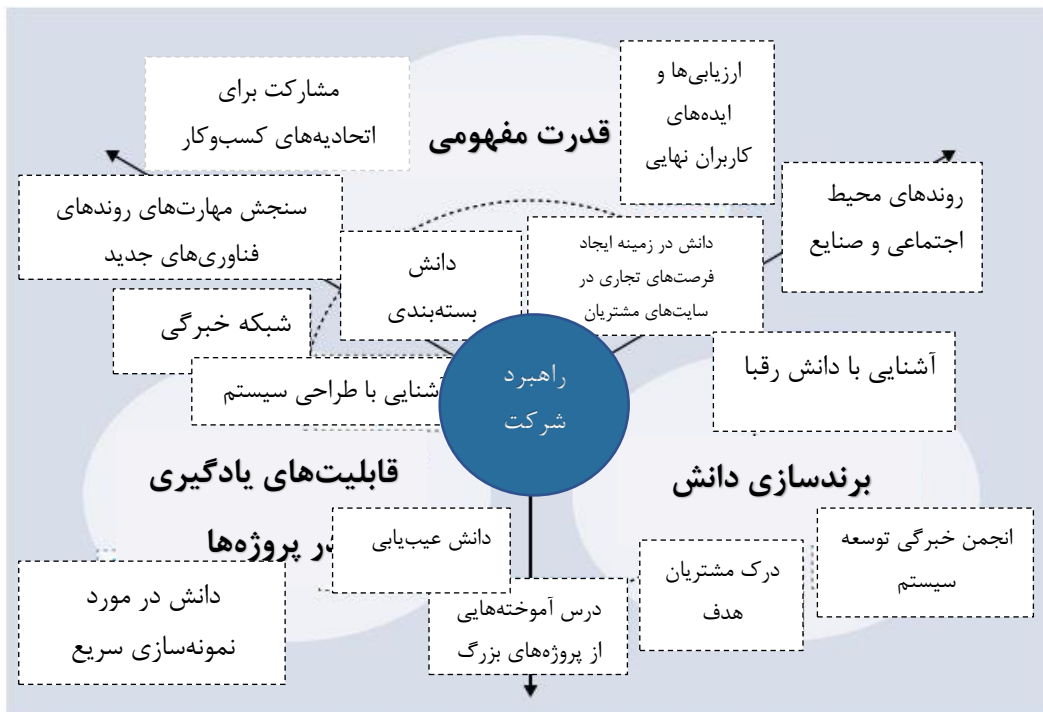 ارزیابی‌ها و
ایده‌های
کاربران نهایی
مشارکت برای
اتحادیه‌های کسب‌وکار
قدرت مفهومی
روندهای محیط
اجتماعی و صنایع
سنجش مهارت‌های روندهای
فناوری‌های جدید
دانش در زمینه ایجاد
فرصت‌های تجاری در
سایت‌های مشتریان
دانش
بسته‌بندی
شبکه خبرگی
آشنایی با دانش رقبا
راهبرد
شرکت
آشنایی با طراحی سیستم
برندسازی دانش
قابلیت‌های یادگیری
در پروژه‌ها
انجمن خبرگی توسعه
سیستم
درک مشتریان
هدف
دانش عیب‌یابی
درس آموخته‌هایی
از پروژه‌های بزرگ
دانش در مورد
نمونه‌سازی سریع